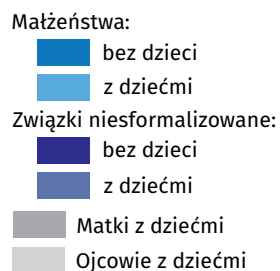 Małżeństwa:
bez dzieci
z dziećmi
Związki niesformalizowane:
bez dzieci
z dziećmi
Matki z dziećmi
Ojcowie z dziećmi